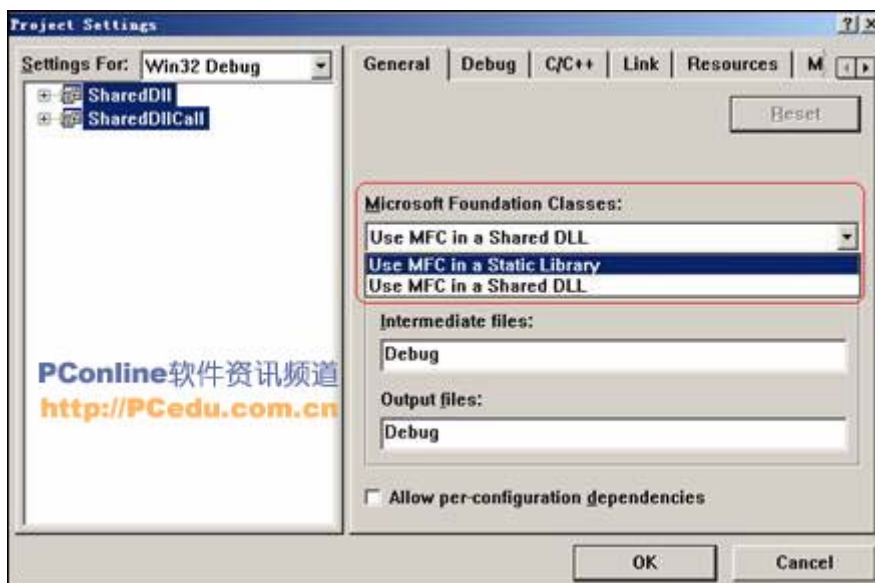 Project Settings
Settings For: Win32 Debug
SharedDll
SharedDllCall
PConline软件资讯频道
http://PCedu.com.cn
General Debug C/C++ Link Resources M
Reset
Microsoft Foundation Classes:
Use MFC in a Shared DLL
Use MFC in a Static Library
Use MFC in a Shared DLL
Intermediate files:
Debug
Output files:
Debug
Allow per-configuration dependencies
OK Cancel